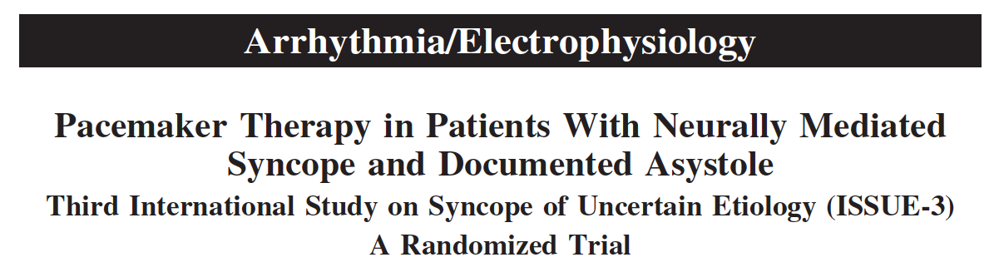 Arrhythmia/Electrophysiology
Pacemaker Therapy in Patients With Neurally Mediated
Syncope and Documented Asystole
Third International Study on Syncope of Uncertain Etiology (ISSUE-3)
A Randomized Trial